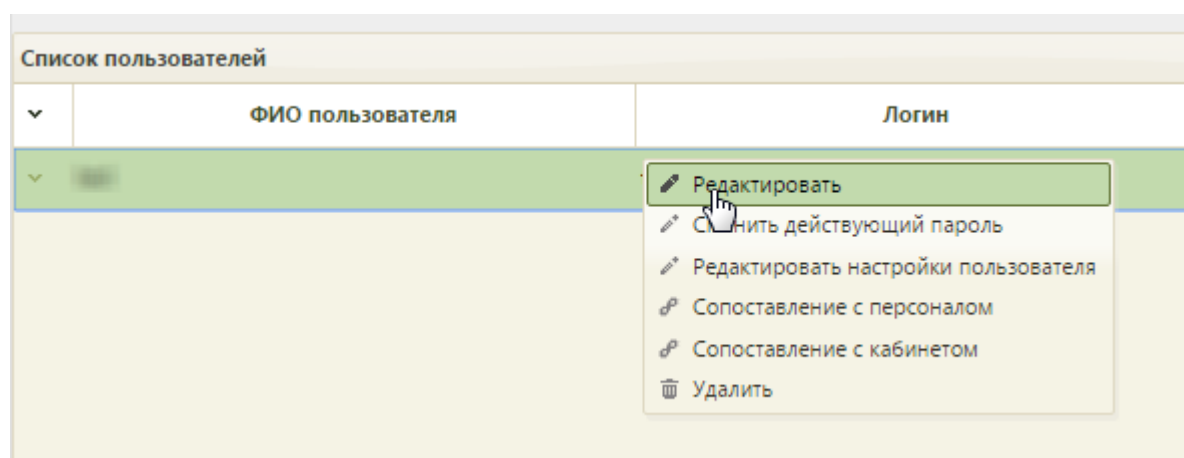 Список пользователей
ФИО пользователя
Логин
Редактировать
действующий пароль
Редактировать настройки пользователя
Сопоставление с персоналом
Сопоставление с кабинетом
Удалить